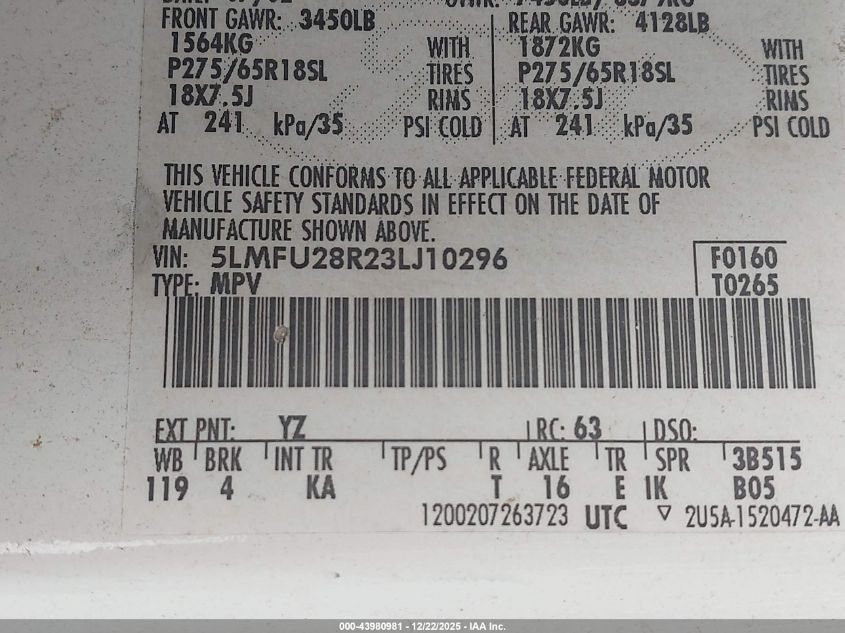 FRONT GAWR: 3450LB REAR GAWR: 4128LB
1564KG WITH 1872KG WITH
P275/65R18SL TIRES P275/65R18SL TIRES
18X7.5J RIMS 18X7.5J RIMS
AT 241 kPa/35 PSI COLD AT 241 kPa/35 PSI COLD
THIS VEHICLE CONFORMS TO ALL APPLICABLE FEDERAL MOTOR
VEHICLE SAFETY STANDARDS IN EFFECT ON THE DATE OF
MANUFACTURE SHOWN ABOVE.
VIN: 5LMFU28R23LJ10296 F0160
TYPE: MPV T0265
EXT PNT: YZ RC: 63 DSO:
WB BRK INT TR TP/PS R AXLE TR SPR 3B515
119 4 KA T 16 E IK B05
1200207263723 UTC ▽ 2U5A-1520472-AA
000-43980981 - 12/22/2025 - IAA Inc.